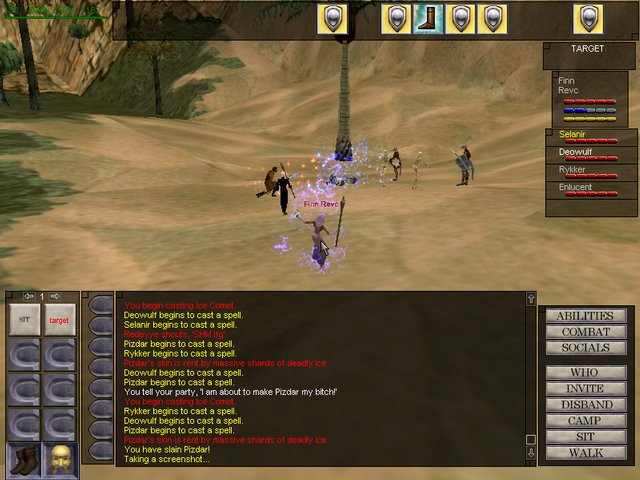 TARGET
Finn
Revc
Selanir
Deowulf
Rykker
Enlucent
Finn Revc
1
SIT
target
You begin casting Ice Comet.
Deowulf begins to cast a spell.
Selanir begins to cast a spell.
Redeyye shouts, 'SHM lfg'
Pizdar begins to cast a spell.
Rykker begins to cast a spell.
Pizdar's skin is rent by massive shards of deadly ice.
Deowulf begins to cast a spell.
Pizdar begins to cast a spell.
You tell your party, 'I am about to make Pizdar my bitch!'
You begin casting Ice Comet.
Rykker begins to cast a spell.
Deowulf begins to cast a spell.
Pizdar begins to cast a spell.
Pizdar's skin is rent by massive shards of deadly ice.
You have slain Pizdar!
Taking a screenshot...
ABILITIES
COMBAT
SOCIALS
WHO
INVITE
DISBAND
CAMP
SIT
WALK